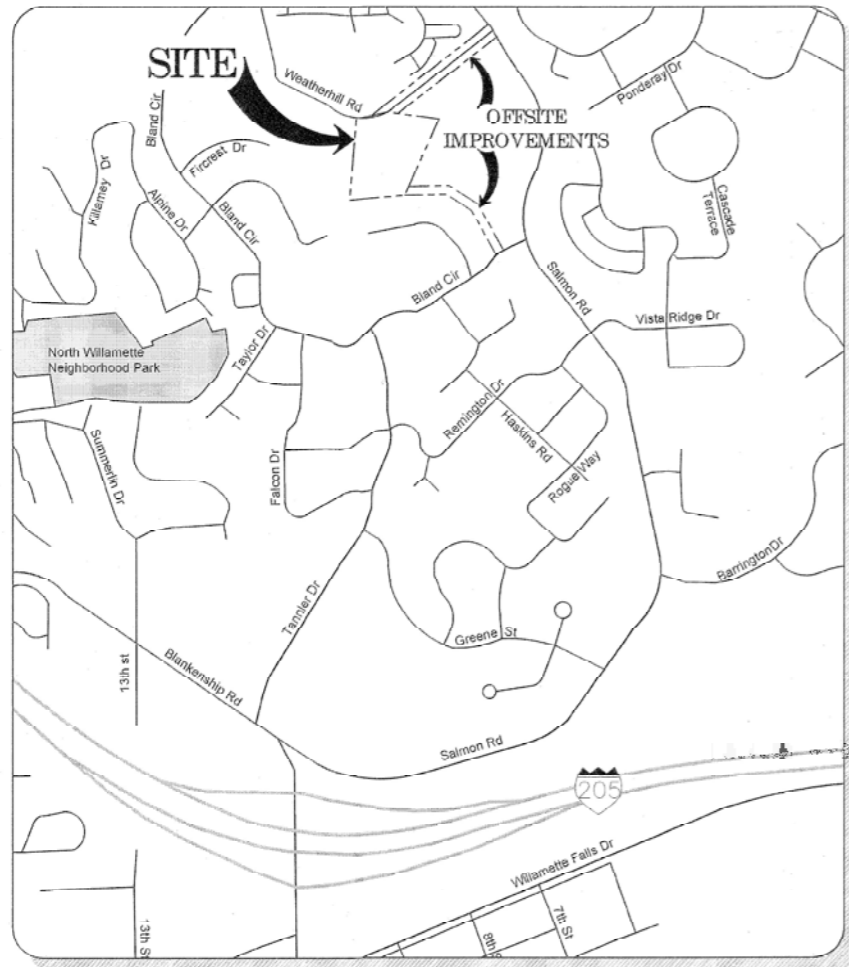 SITE
Weatherhill Rd
OFFSITE
IMPROVEMENTS
Ponderay Dr
Bland Cir
Fircrest Dr
Killarney Dr
Alpine Dr
Bland Cir
Cascade
Terrace
Bland Cir
Salmon Rd
Vista Ridge Dr
North Willamette
Neighborhood Park
Taylor Dr
Remington Dr
Haskins Rd
Summerlin Dr
Falcon Dr
Rogue Way
Barrington Dr
Tannler Dr
Greene St
13th st
Blankenship Rd
Salmon Rd
205
Willamette Falls Dr
7th St
8th S
13th S